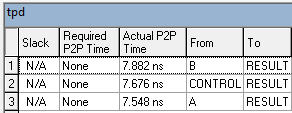 tpd
Slack Required P2P Time Actual P2P Time From To
1 N/A None 7.882 ns B RESULT
2 N/A None 7.676 ns CONTROL RESULT
3 N/A None 7.548 ns A RESULT